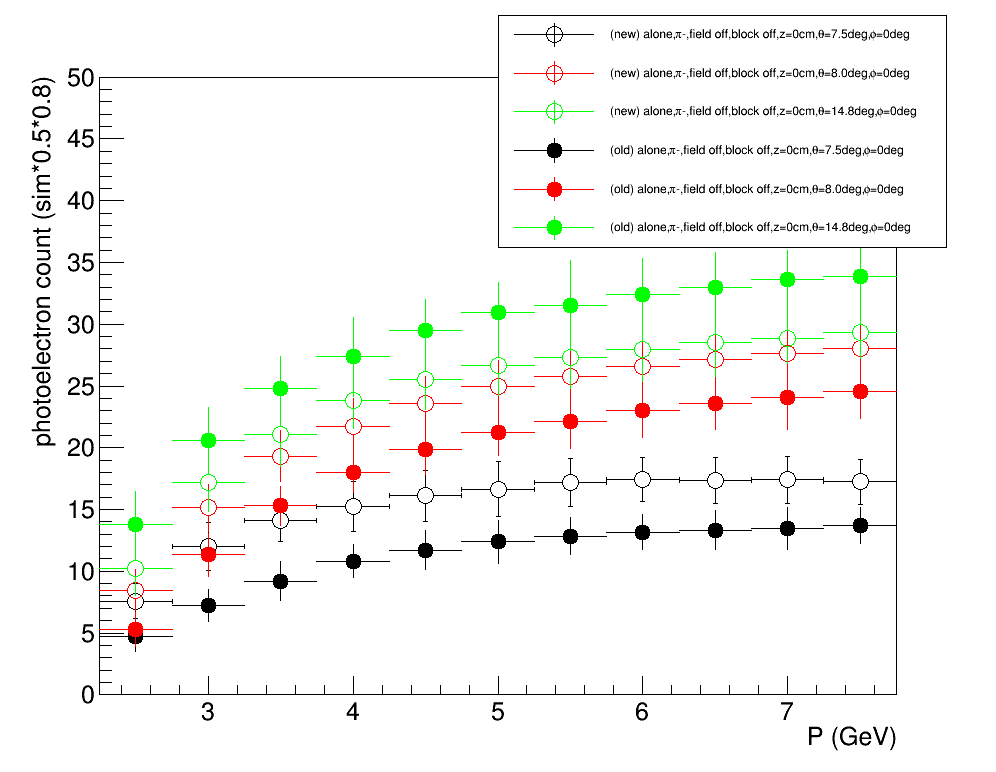 (new) alone,π-,field off,block off,z=0cm,θ=7.5deg,φ=0deg
(new) alone,π-,field off,block off,z=0cm,θ=8.0deg,φ=0deg
(new) alone,π-,field off,block off,z=0cm,θ=14.8deg,φ=0deg
(old) alone,π-,field off,block off,z=0cm,θ=7.5deg,φ=0deg
(old) alone,π-,field off,block off,z=0cm,θ=8.0deg,φ=0deg
(old) alone,π-,field off,block off,z=0cm,θ=14.8deg,φ=0deg
photoelectron count (sim*0.5*0.8)
50
45
40
35
30
25
20
15
10
5
0
3 4 5 6 7
P (GeV)